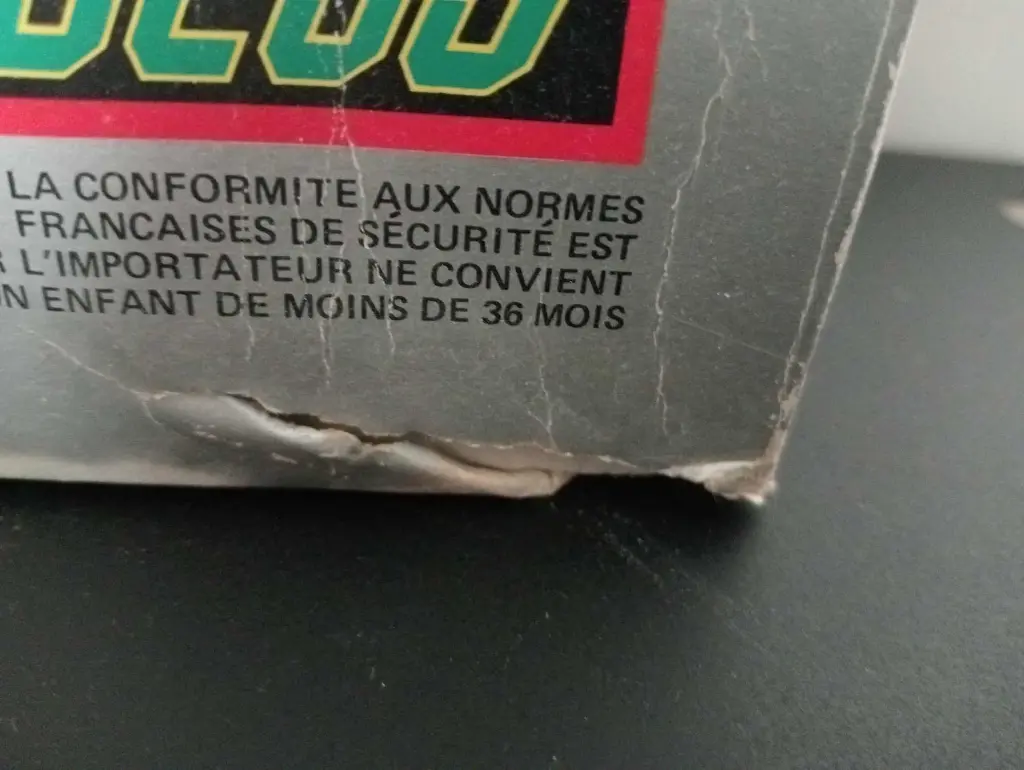 LA CONFORMITE AUX NORMES
FRANCAISES DE SÉCURITÉ EST
L'IMPORTATEUR NE CONVIENT
ENFANT DE MOINS DE 36 MOIS